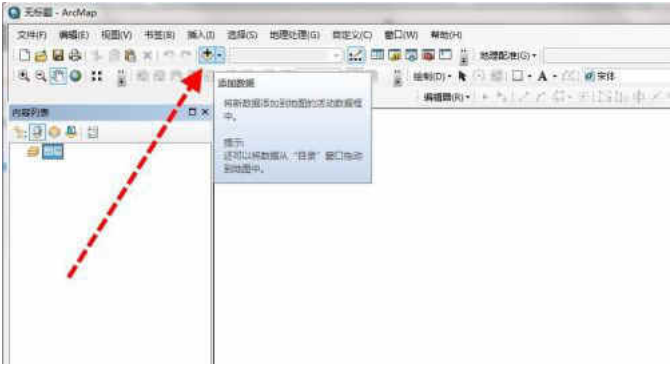 无标题 - ArcMap
文件(F) 编辑(E) 视图(V) 书签(B) 插入(I) 选择(S) 地理处理(G) 自定义(C) 窗口(W) 帮助(H)
地理配准(G)
绘制(D) A 宋体
添加数据
编辑器(R)
内容列表
将新数据添加到地图的活动数据框
中。
提示:
还可以将数据从“目录”窗口拖动
到地图中。